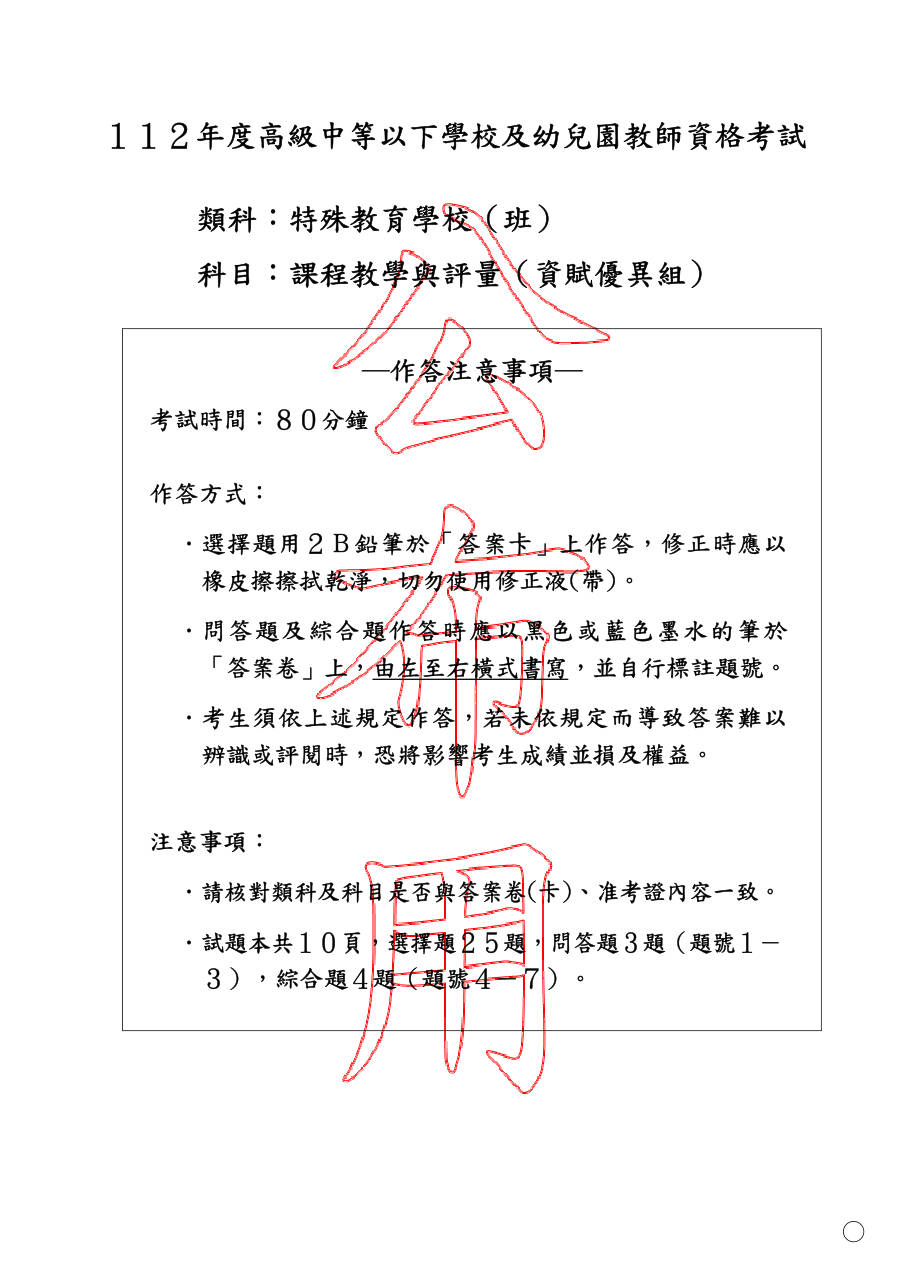 １１２年度高級中等以下學校及幼兒園教師資格考試
類科：特殊教育學校（班）
科目：課程教學與評量（資賦優異組）
—作答注意事項—
考試時間：８０分鐘
作答方式：
．選擇題用２Ｂ鉛筆於「答案卡」上作答，修正時應以
橡皮擦擦拭乾淨，切勿使用修正液(帶)。
．問答題及綜合題作答時應以黑色或藍色墨水的筆於
「答案卷」上，由左至右橫式書寫，並自行標註題號。
．考生須依上述規定作答，若未依規定而導致答案難以
辨識或評閱時，恐將影響考生成績並損及權益。
注意事項：
．請核對類科及科目是否與答案卷(卡)、准考證內容一致。
．試題本共１０頁，選擇題２５題，問答題３題（題號１－
３），綜合題４題（題號４－７）。
公布用